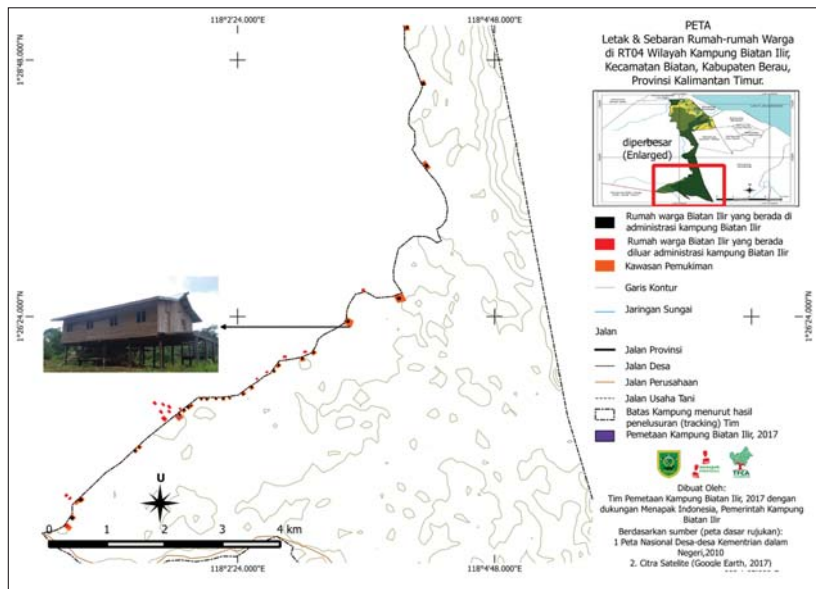 118°2'24.000"E
118°4'48.000"E
1°28'48.000"N
1°28'48.000"N
1°26'24.000"N
1°26'24.000"N
U
0 1 2 3 4 km
118°2'24.000"E
118°4'48.000"E
PETA
Letak & Sebaran Rumah-rumah Warga
di RT04 Wilayah Kampung Biatan Ilir,
Kecamatan Biatan, Kabupaten Berau,
Provinsi Kalimantan Timur.
diperbesar
(Enlarged)
Rumah warga Biatan Ilir yang berada di
administrasi kampung Biatan Ilir
Rumah warga Biatan Ilir yang berada
diluar administrasi kampung Biatan Ilir
Kawasan Pemukiman
Garis Kontur
Jaringan Sungai
Jalan
Jalan Provinsi
Jalan Desa
Jalan Perusahaan
Jalan Usaha Tani
Batas Kampung menurut hasil
penelusuran (tracking) Tim
Pemetaan Kampung Biatan Ilir, 2017
TFCA
Dibuat Oleh:
Tim Pemetaan Kampung Biatan Ilir, 2017 dengan
dukungan Menapak Indonesia, Pemerintah Kampung
Biatan Ilir
Berdasarkan sumber (peta dasar rujukan):
1 Peta Nasional Desa-desa Kementrian dalam
Negeri,2010
2. Citra Satelite (Google Earth, 2017)